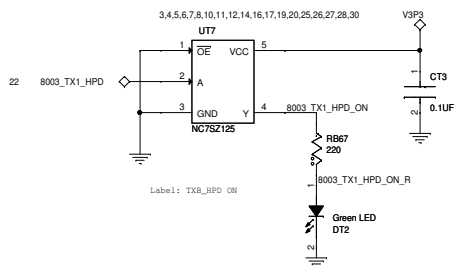 3,4,5,6,7,8,10,11,12,14,16,17,19,20,25,26,27,28,30
V3P3
UT7
1 OE VCC 5
22 8003_TX1_HPD 2 A
1 CT3
0.1UF
2
3 GND Y 4 8003_TX1_HPD_ON
NC7SZ125
RB67
220
8003_TX1_HPD_ON_R
Label: TXB_HPD ON
1
Green LED
DT2
2